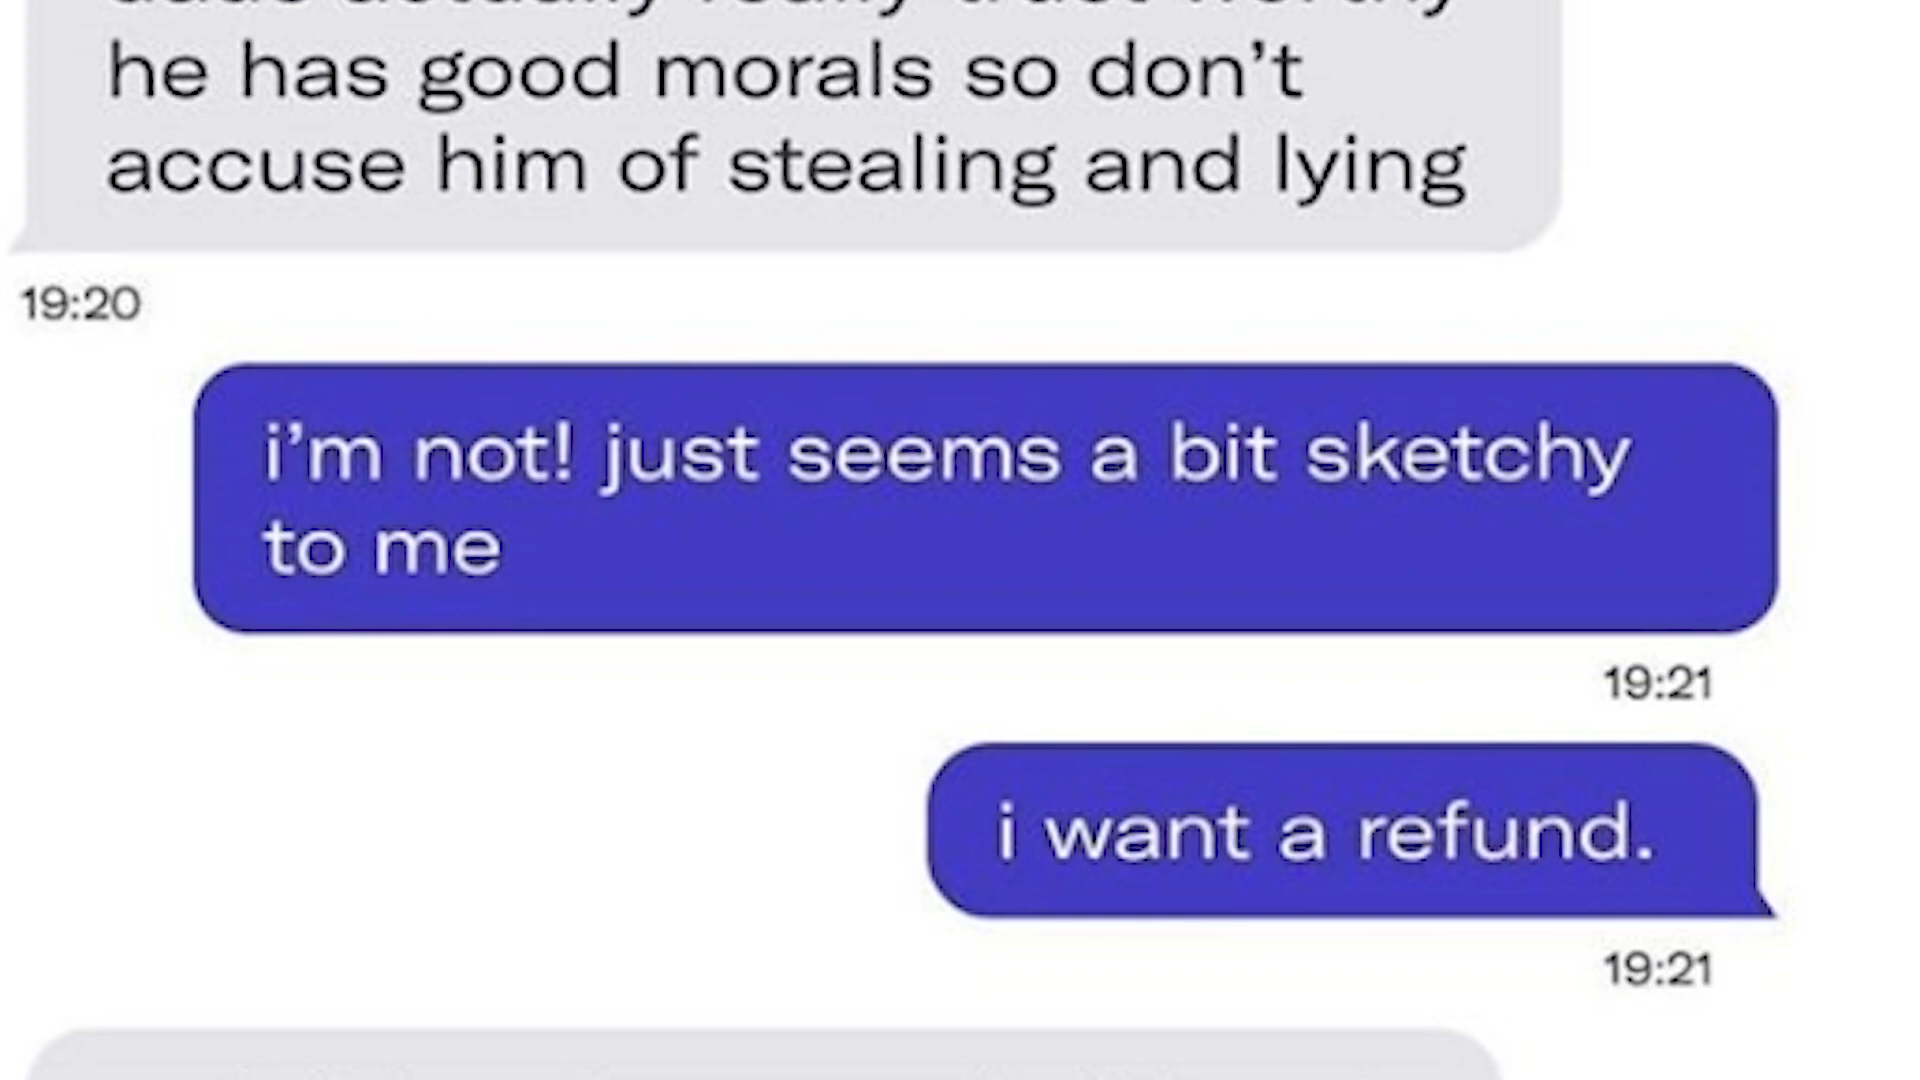 he has good morals so don’t
accuse him of stealing and lying
19:20
i’m not! just seems a bit sketchy
to me
19:21
i want a refund.
19:21